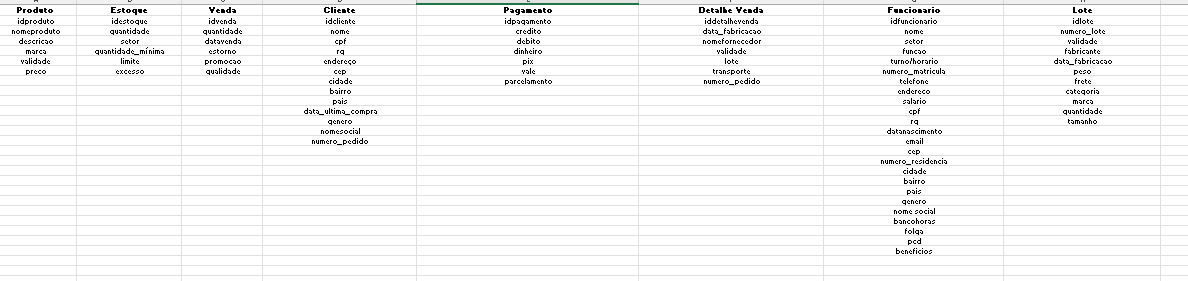 Produto Estoque Venda Cliente Pagamento Detalhe Venda Funcionario Lote
idproduto idestoque idvenda idcliente idpagamento iddetalhevenda idfuncionario idlote
nomeproduto quantidade quantidade nome credito data_fabricacao nome numero_lote
descricao setor datavenda cpf debito nomefornecedor setor validade
marca quantidade_mínima estorno rg dinheiro validade funcao fabricante
validade limite promocao endereço pix lote turno/horario data_fabricacao
preco excesso qualidade cep vale transporte numero_matricula peso
cidade parcelamento numero_pedido telefone frete
bairro endereco categoria
pais salario marca
data_ultima_compra cpf quantidade
genero rg tamanho
nomesocial datanascimento
numero_pedido email
cep
numero_residencia
cidade
bairro
pais
genero
nome social
bancohoras
folga
pcd
beneficios